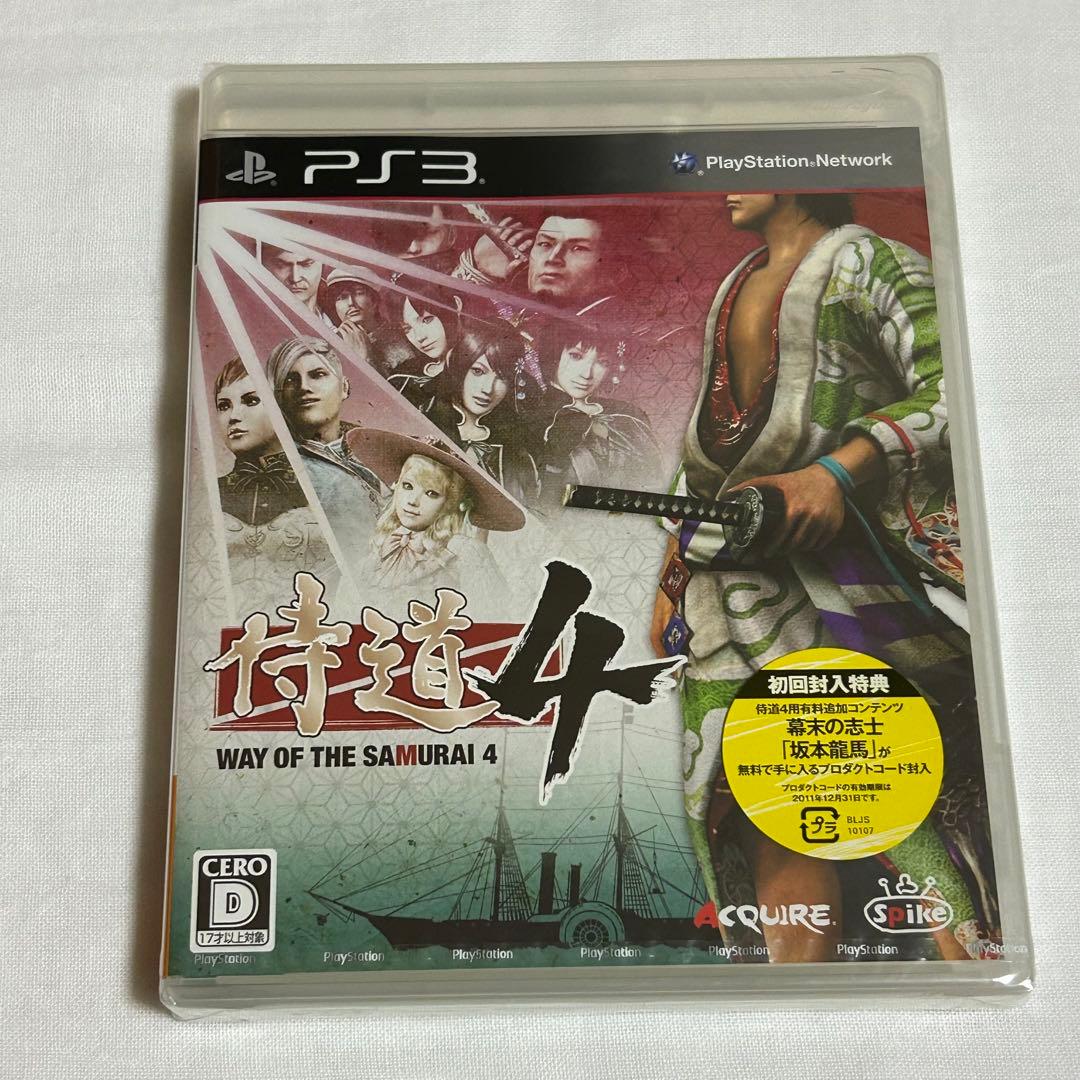 PS3
PlayStation®Network
侍道4
WAY OF THE SAMURAI 4
初回封入特典
侍道4用有料追加コンテンツ
幕末の志士
「坂本龍馬」が
無料で手に入るプロダクトコード封入
プロダクトコードの有効期限は
2011年12月31日です。
プラ
BLJS
10107
CERO
D
17才以上対象
ACQUIRE
Spike
PlayStation PlayStation PlayStation PlayStation PlayStation PlayStation PlayStation